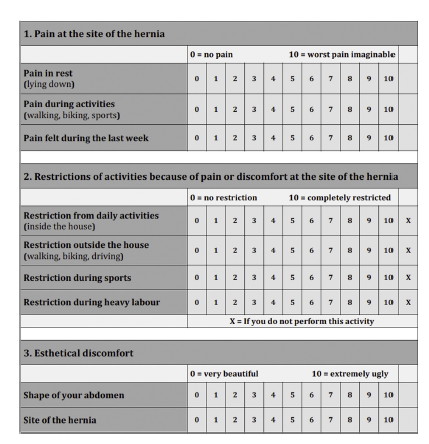 1. Pain at the site of the hernia
0 = no pain 10 = worst pain imaginable
Pain in rest
(lying down)
0 1 2 3 4 5 6 7 8 9 10
Pain during activities
(walking, biking, sports)
0 1 2 3 4 5 6 7 8 9 10
Pain felt during the last week 0 1 2 3 4 5 6 7 8 9 10
2. Restrictions of activities because of pain or discomfort at the site of the hernia
0 = no restriction 10 = completely restricted
Restriction from daily activities
(inside the house)
0 1 2 3 4 5 6 7 8 9 10 X
Restriction outside the house
(walking, biking, driving)
0 1 2 3 4 5 6 7 8 9 10 X
Restriction during sports 0 1 2 3 4 5 6 7 8 9 10 X
Restriction during heavy labour 0 1 2 3 4 5 6 7 8 9 10 X
X = If you do not perform this activity
3. Esthetical discomfort
0 = very beautiful 10 = extremely ugly
Shape of your abdomen 0 1 2 3 4 5 6 7 8 9 10
Site of the hernia 0 1 2 3 4 5 6 7 8 9 10